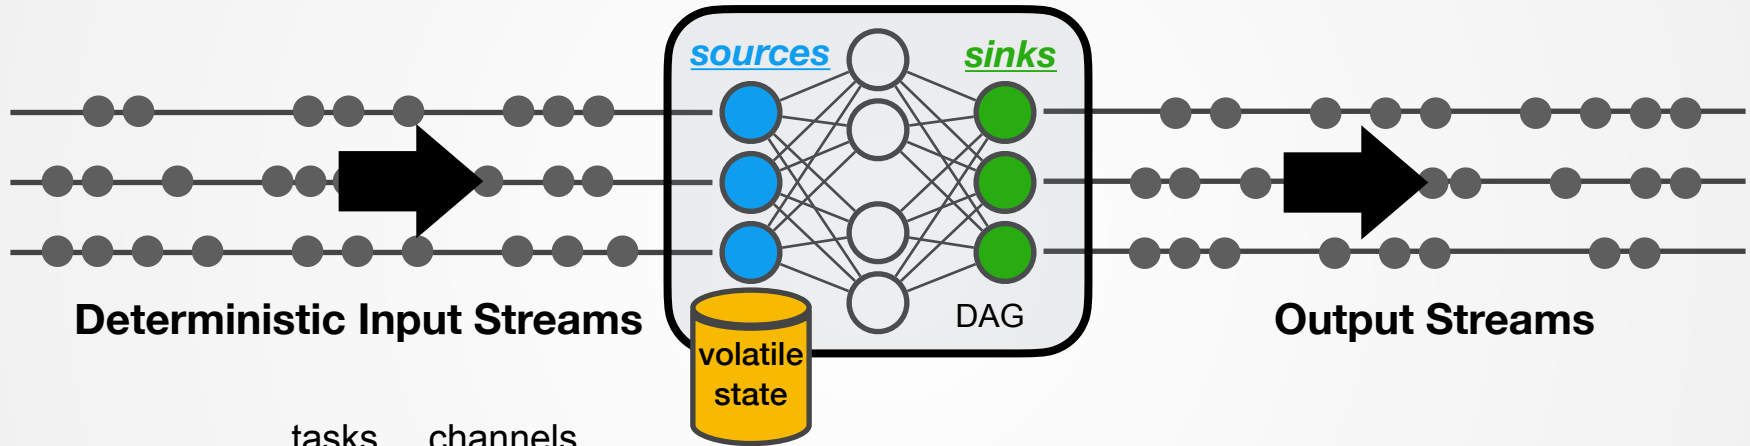 sources
sinks
Deterministic Input Streams
DAG
Output Streams
volatile
state
tasks channels